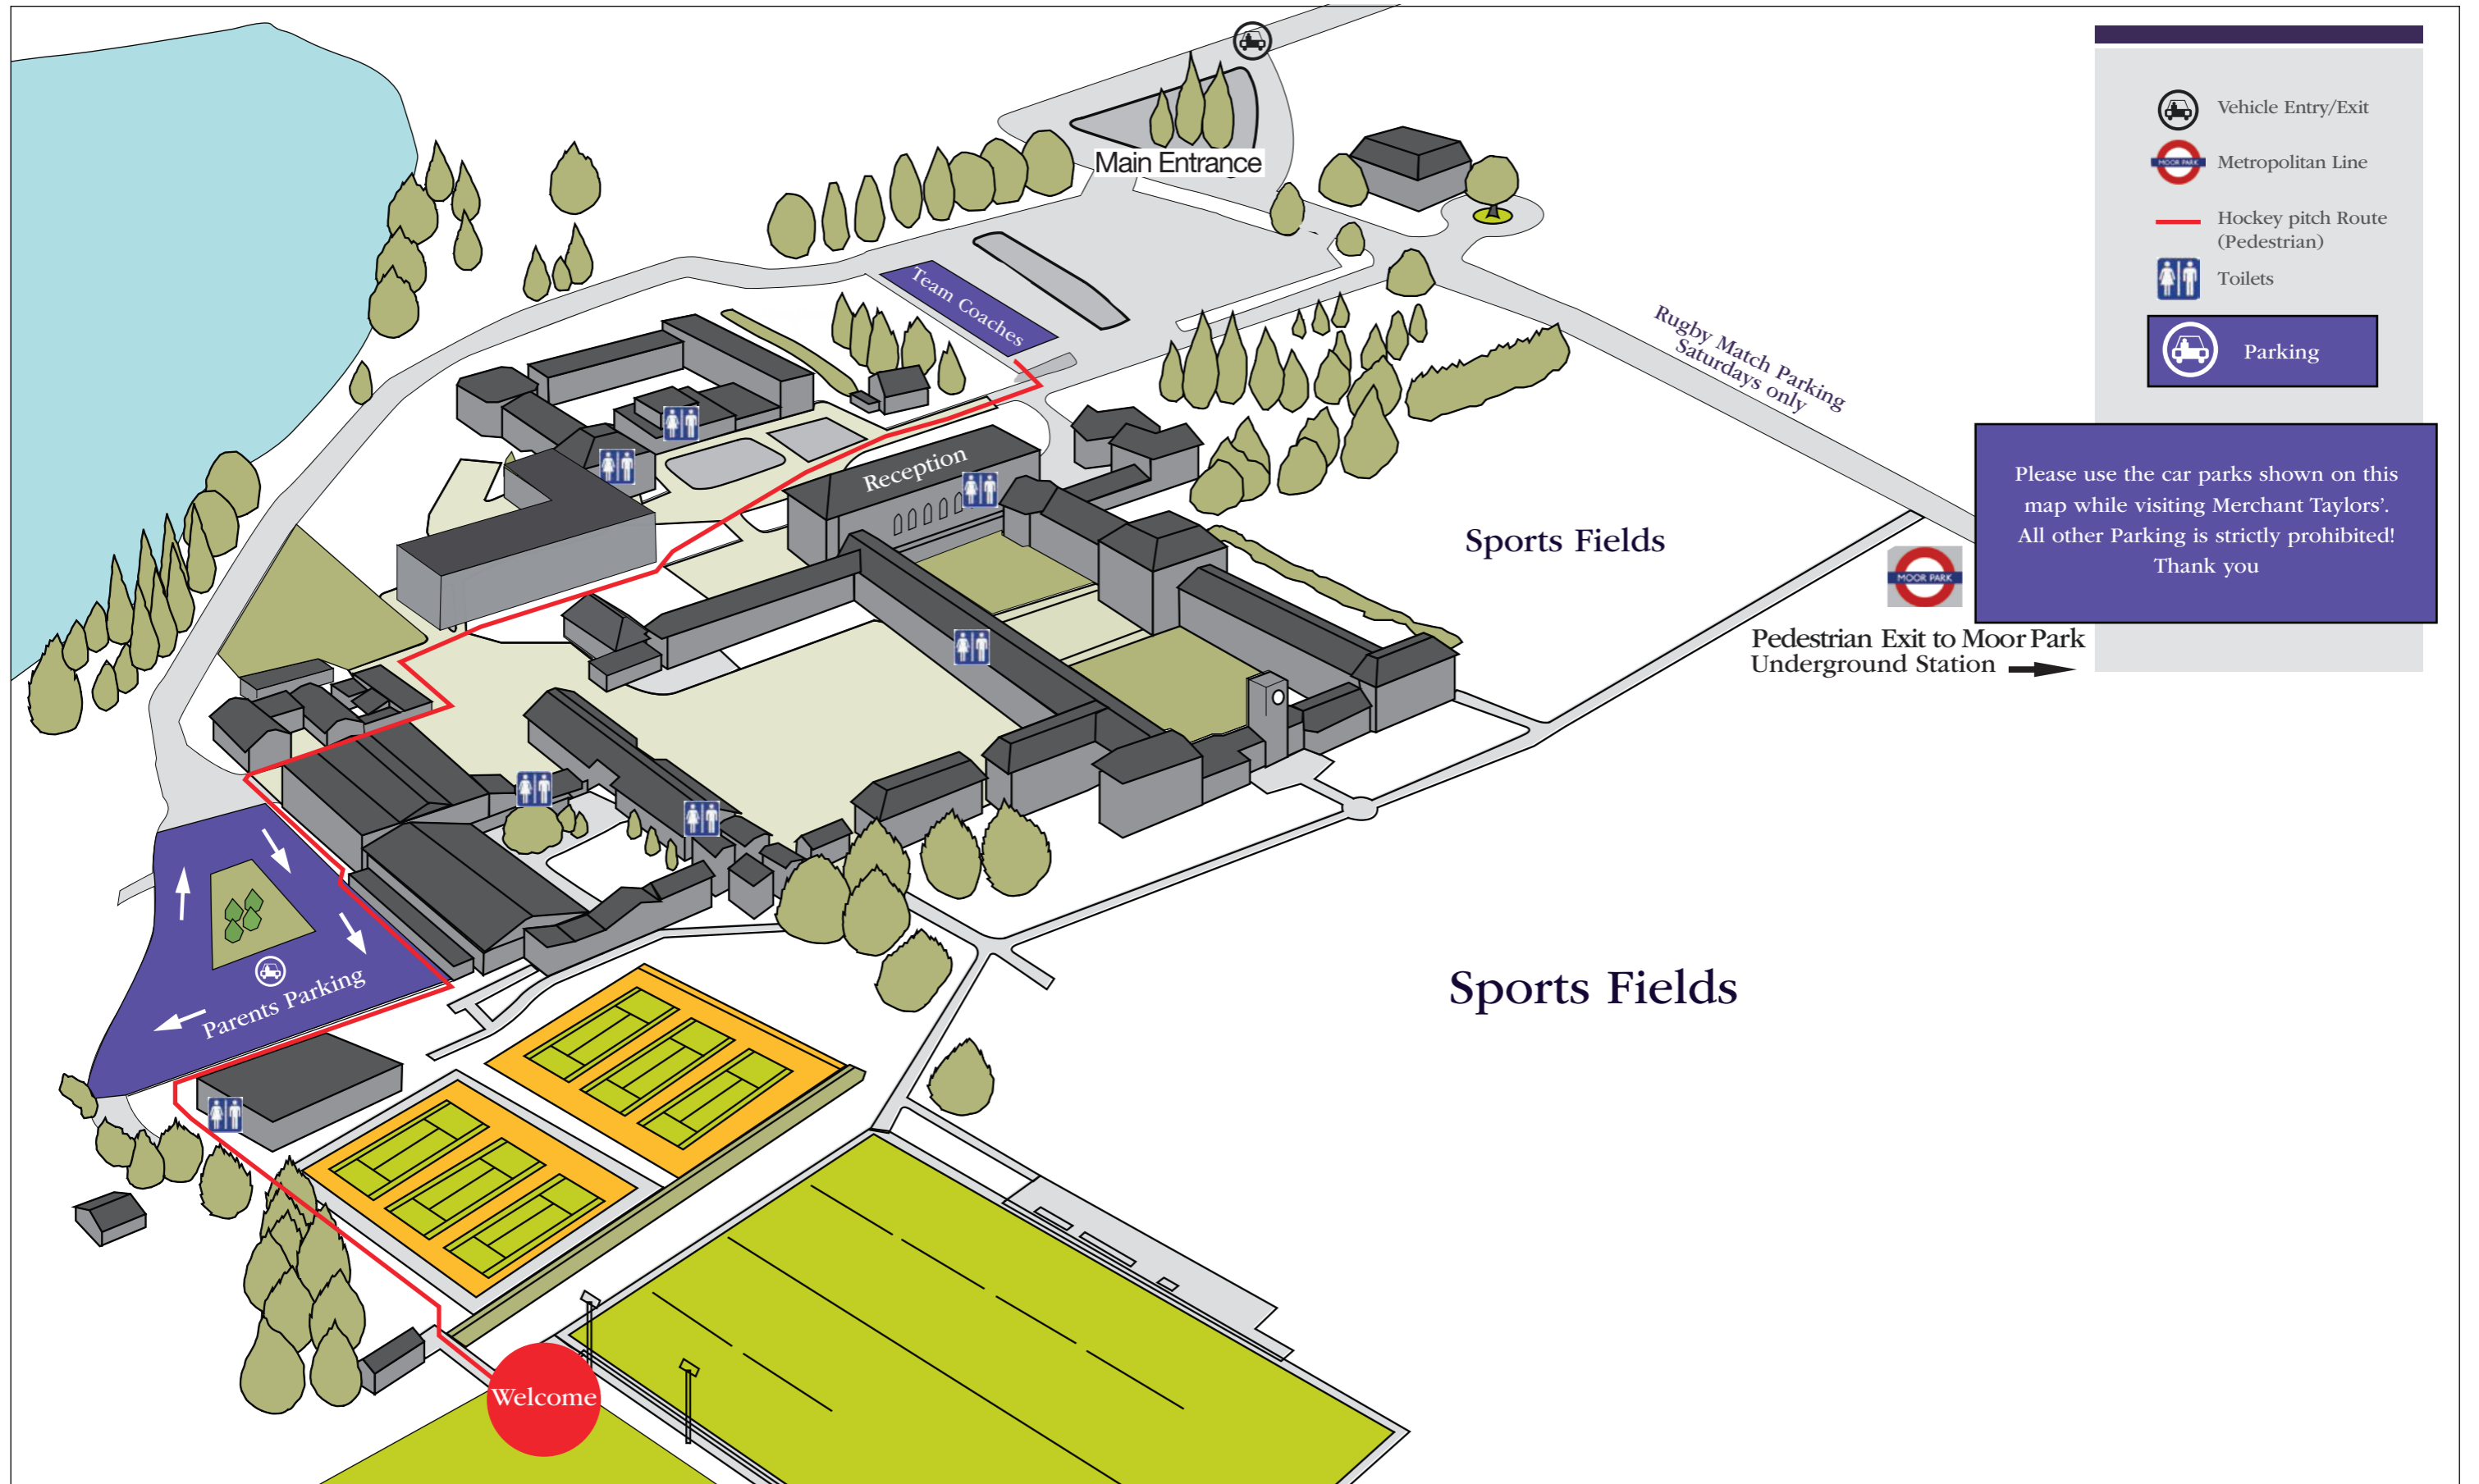 Main Entrance
Team Coaches
Rugby Match Parking
Saturdays only
Reception
Sports Fields
MOOR PARK
Pedestrian Exit to Moor Park
Underground Station
Sports Fields
Parents Parking
Welcome
Vehicle Entry/Exit
MOOR PARK
Metropolitan Line
Hockey pitch Route
(Pedestrian)
Toilets
Parking
Please use the car parks shown on this
map while visiting Merchant Taylors'.
All other Parking is strictly prohibited!
Thank you